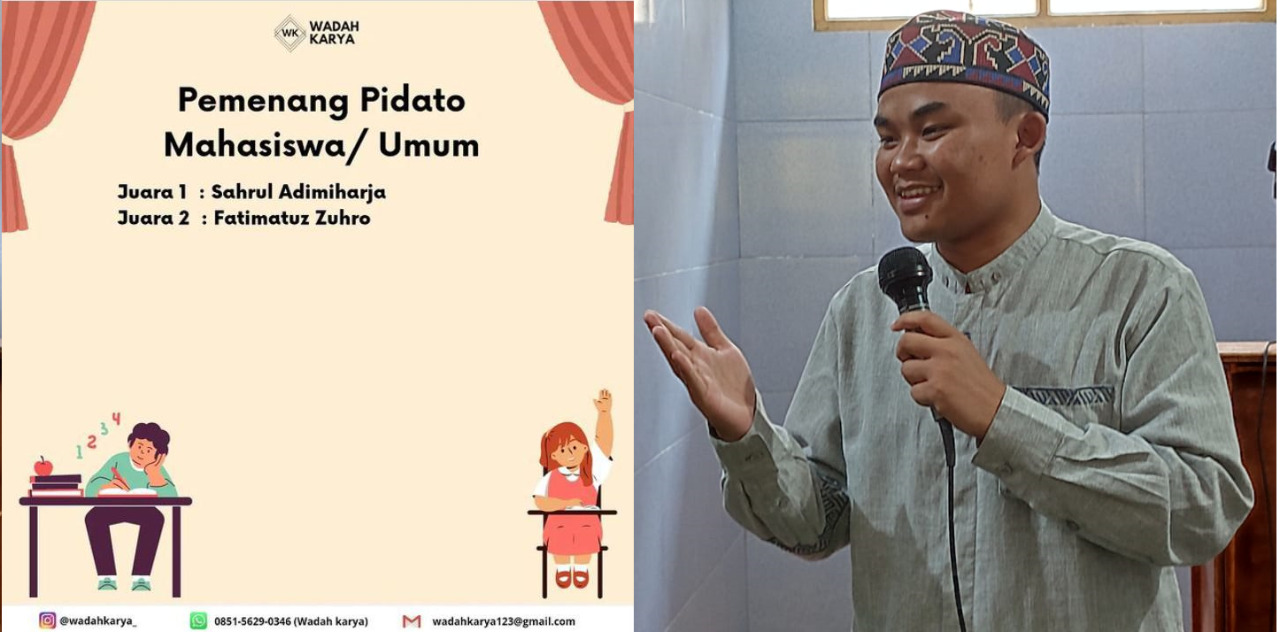 WK
WADAH
KARYA
Pemenang Pidato
Mahasiswa/ Umum
Juara 1 : Sahrul Adimiharja
Juara 2 : Fatimatuz Zuhro
1 2 3 4
@wadahkarya_
0851-5629-0346 (Wadah karya)
wadahkarya123@gmail.com